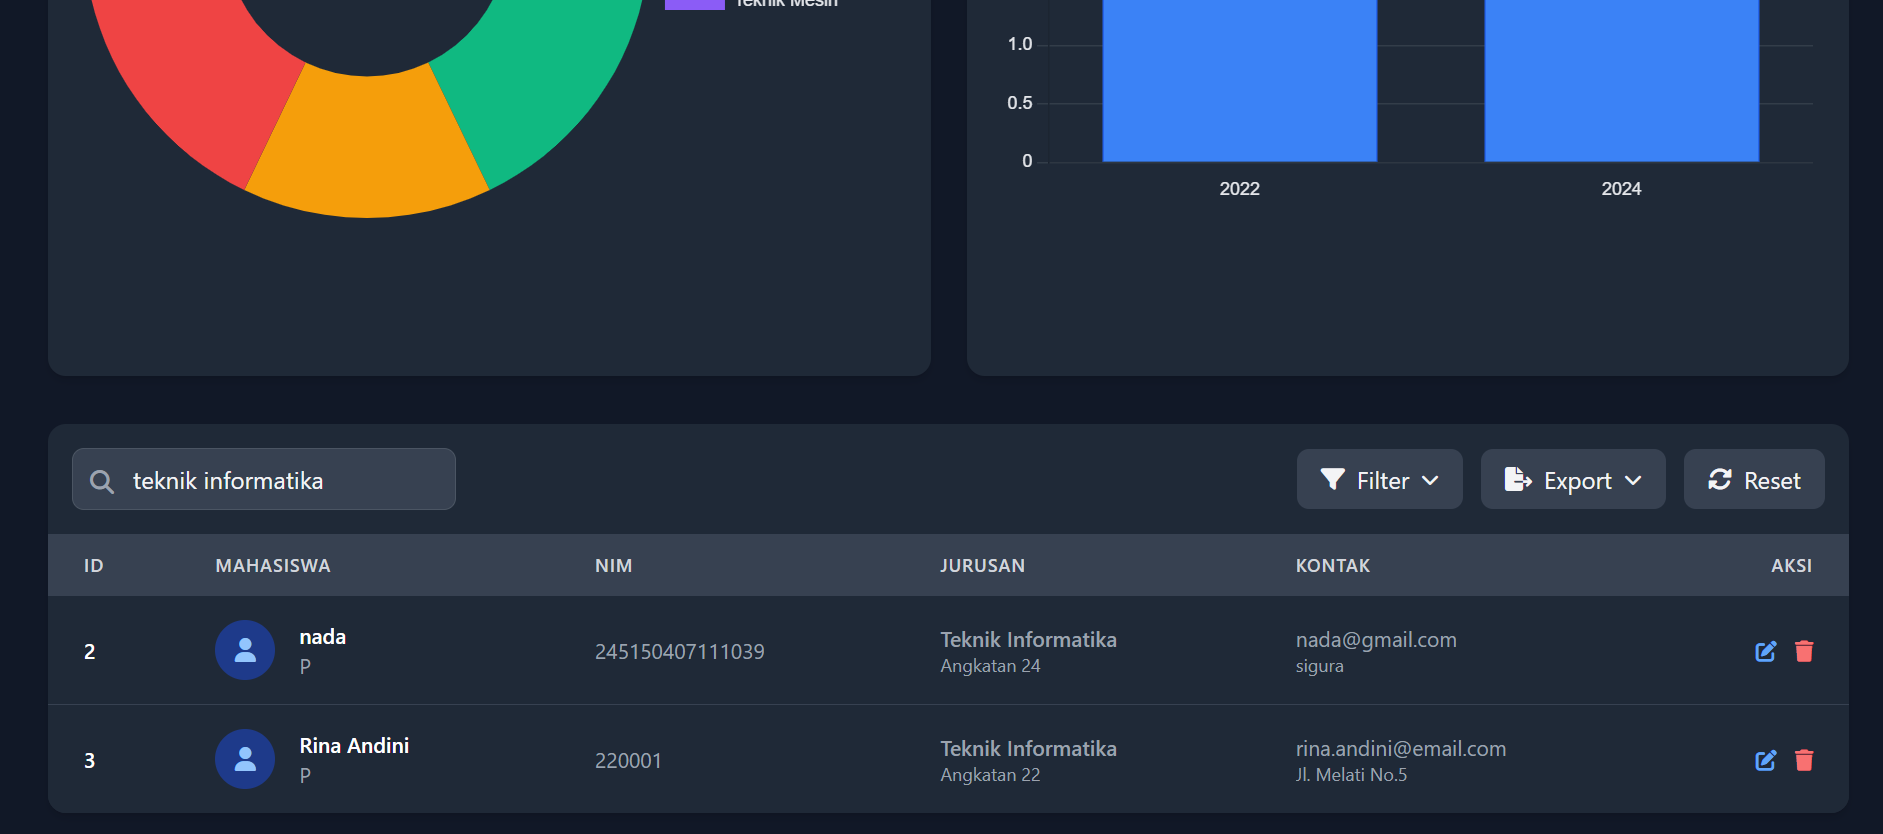 Teknik Mesin
1.0
0.5
0
2022 2024
teknik informatika Filter Export Reset
ID MAHASISWA NIM JURUSAN KONTAK AKSI
2 nada 245150407111039 Teknik Informatika nada@gmail.com
P Angkatan 24 sigura
3 Rina Andini 220001 Teknik Informatika rina.andini@email.com
P Angkatan 22 Jl. Melati No.5